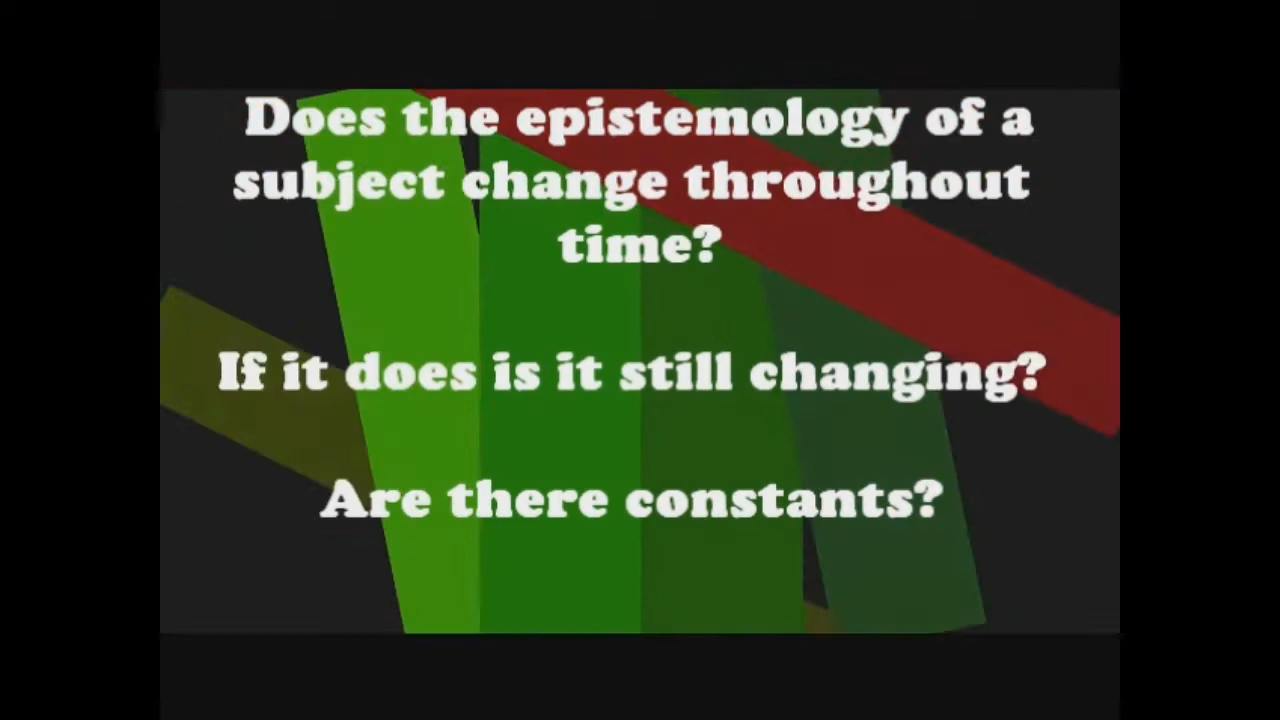 Does the epistemology of a
subject change throughout
time?
If it does is it still changing?
Are there constants?